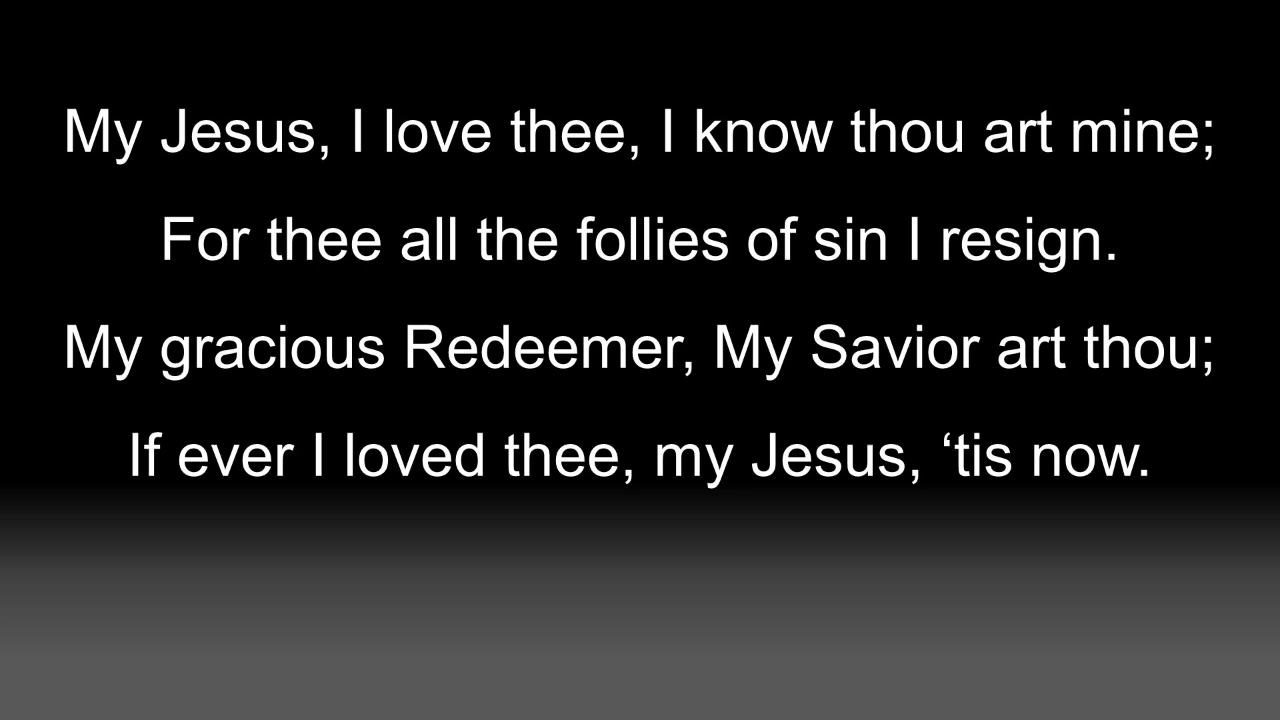 My Jesus, I love thee, I know thou art mine;
For thee all the follies of sin I resign.
My gracious Redeemer, My Savior art thou;
If ever I loved thee, my Jesus, ‘tis now.